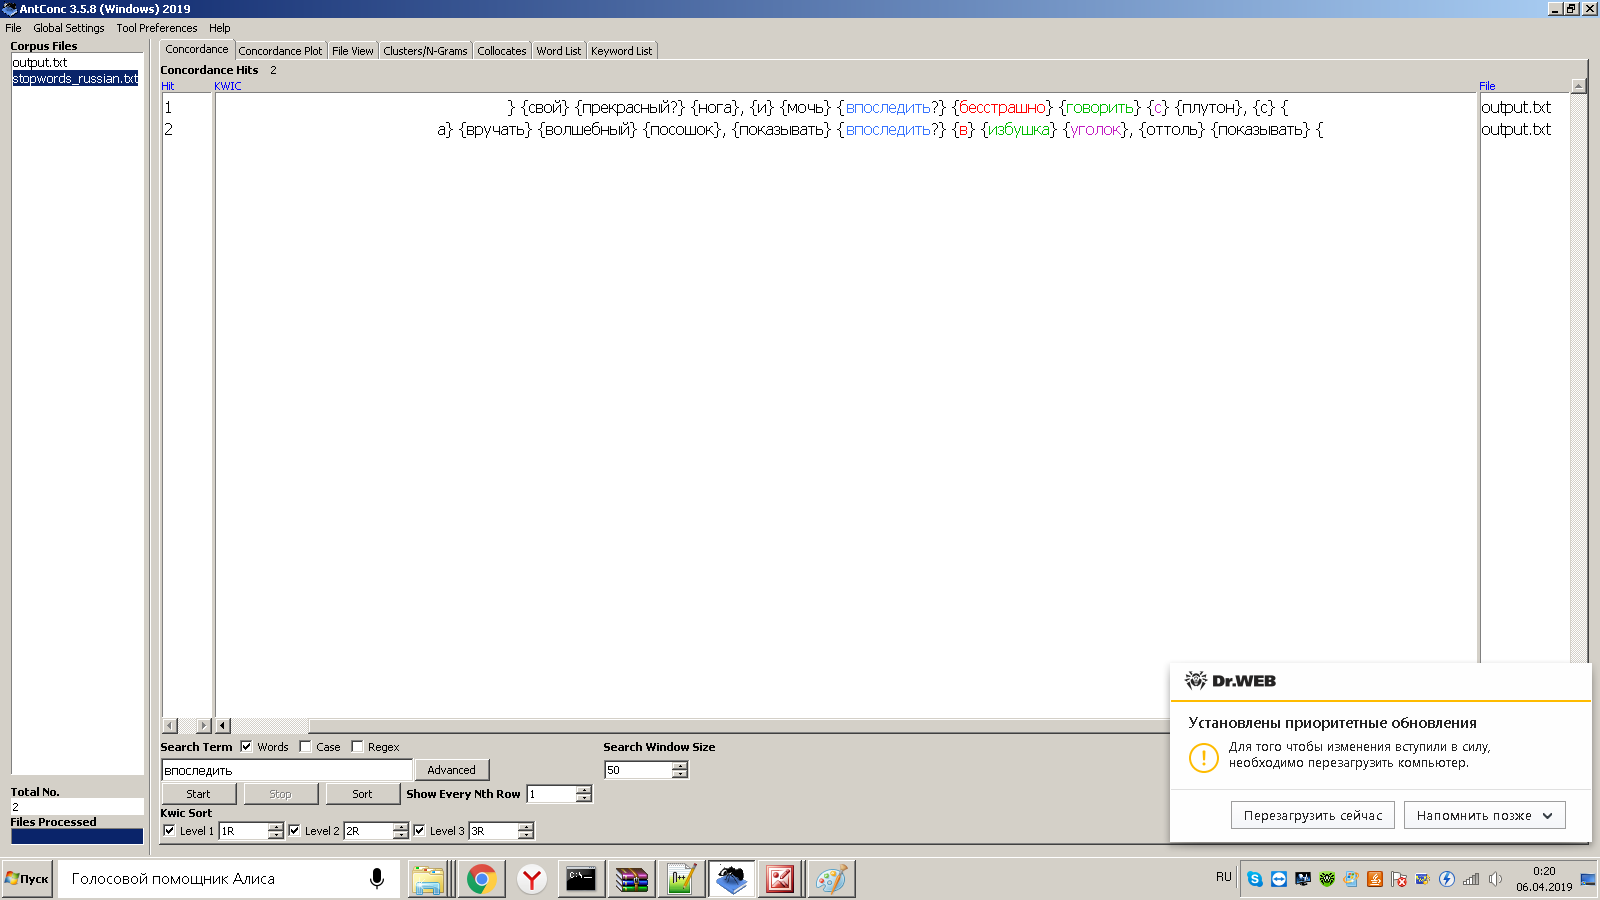 AntConc 3.5.8 (Windows) 2019
File Global Settings Tool Preferences Help
Corpus Files
output.txt
stopwords_russian.txt
Concordance Concordance Plot File View Clusters/N-Grams Collocates Word List Keyword List
Concordance Hits 2
Hit KWIC File
1 } {свой} {прекрасный?} {нога}, {и} {мочь} {впоследить?} {бесстрашно} {говорить} {с} {плутон}, {с} { output.txt
2 а} {вручать} {волшебный} {посошок}, {показывать} {впоследить?} {в} {избушка} {уголок}, {оттоль} {показывать} { output.txt
Search Term Words Case Regex Search Window Size
впоследить Advanced 50
Start Stop Sort Show Every Nth Row 1
Kwic Sort
Level 1 1R Level 2 2R Level 3 3R
Total No.
2
Files Processed
Dr.WEB
Установлены приоритетные обновления
Для того чтобы изменения вступили в силу,
необходимо перезагрузить компьютер.
Перезагрузить сейчас Напомнить позже
Пуск Голосовой помощник Алиса RU 0:20
06.04.2019